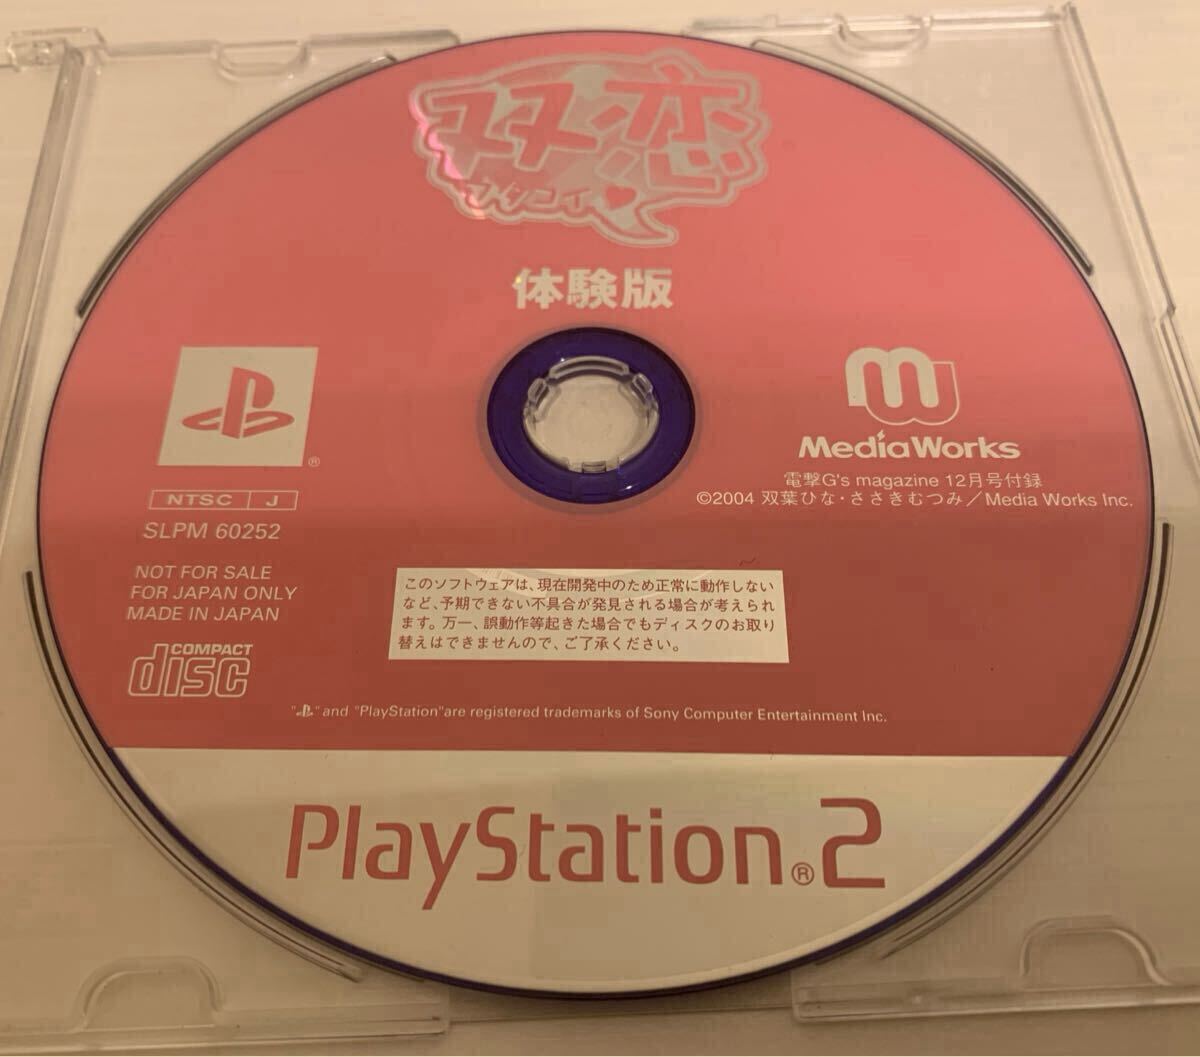 双恋
フタコイ
体験版
MediaWorks
電撃G's magazine 12月号付録
©2004 双葉ひな・ささきむつみ／Media Works Inc.
®
NTSC J
SLPM 60252
NOT FOR SALE
FOR JAPAN ONLY
MADE IN JAPAN
COMPACT
disc
このソフトウェアは、現在開発中のため正常に動作しない
など、予期できない不具合が発見される場合が考えられ
ます。万一、誤動作等起きた場合でもディスクのお取り
替えはできませんので、ご了承ください。
" " and "PlayStation"are registered trademarks of Sony Computer Entertainment Inc.
PlayStation®2